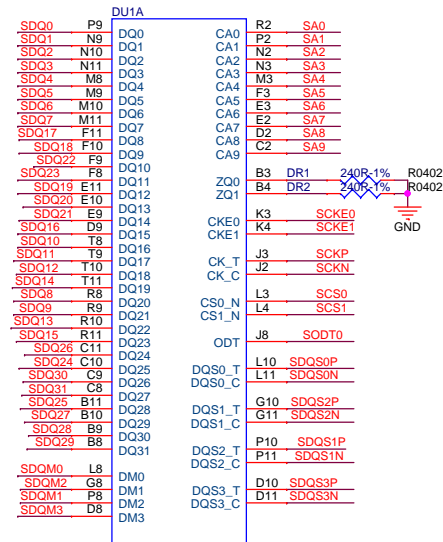 DU1A
SDQ0 P9 DQ0 CA0 R2 SA0
SDQ1 N9 DQ1 CA1 P2 SA1
SDQ2 N10 DQ2 CA2 N2 SA2
SDQ3 N11 DQ3 CA3 N3 SA3
SDQ4 M8 DQ4 CA4 M3 SA4
SDQ5 M9 DQ5 CA5 F3 SA5
SDQ6 M10 DQ6 CA6 E3 SA6
SDQ7 M11 DQ7 CA7 E2 SA7
SDQ17 F11 DQ8 CA8 D2 SA8
SDQ18 F10 DQ9 CA9 C2 SA9
SDQ22 F9 DQ10
SDQ23 F8 DQ11 ZQ0 B3 DR1 240R-1% R0402
SDQ19 E11 DQ12 ZQ1 B4 DR2 240R-1% R0402
SDQ20 E10 DQ13
GND
SDQ21 E9 DQ14 CKE0 K3 SCKE0
SDQ16 D9 DQ15 CKE1 K4 SCKE1
SDQ10 T8 DQ16
SDQ11 T9 DQ17 CK_T J3 SCKP
SDQ12 T10 DQ18 CK_C J2 SCKN
SDQ14 T11 DQ19
SDQ8 R8 DQ20 CS0_N L3 SCS0
SDQ9 R9 DQ21 CS1_N L4 SCS1
SDQ13 R10 DQ22
SDQ15 R11 DQ23 ODT J8 SODT0
SDQ26 C11 DQ24
SDQ24 C10 DQ25 DQS0_T L10 SDQS0P
SDQ30 C9 DQ26 DQS0_C L11 SDQS0N
SDQ31 C8 DQ27
SDQ25 B11 DQ28 DQS1_T G10 SDQS2P
SDQ27 B10 DQ29 DQS1_C G11 SDQS2N
SDQ28 B9 DQ30
SDQ29 B8 DQ31 DQS2_T P10 SDQS1P
DQS2_C P11 SDQS1N
SDQM0 L8 DM0
SDQM2 G8 DM1 DQS3_T D10 SDQS3P
SDQM1 P8 DM2 DQS3_C D11 SDQS3N
SDQM3 D8 DM3